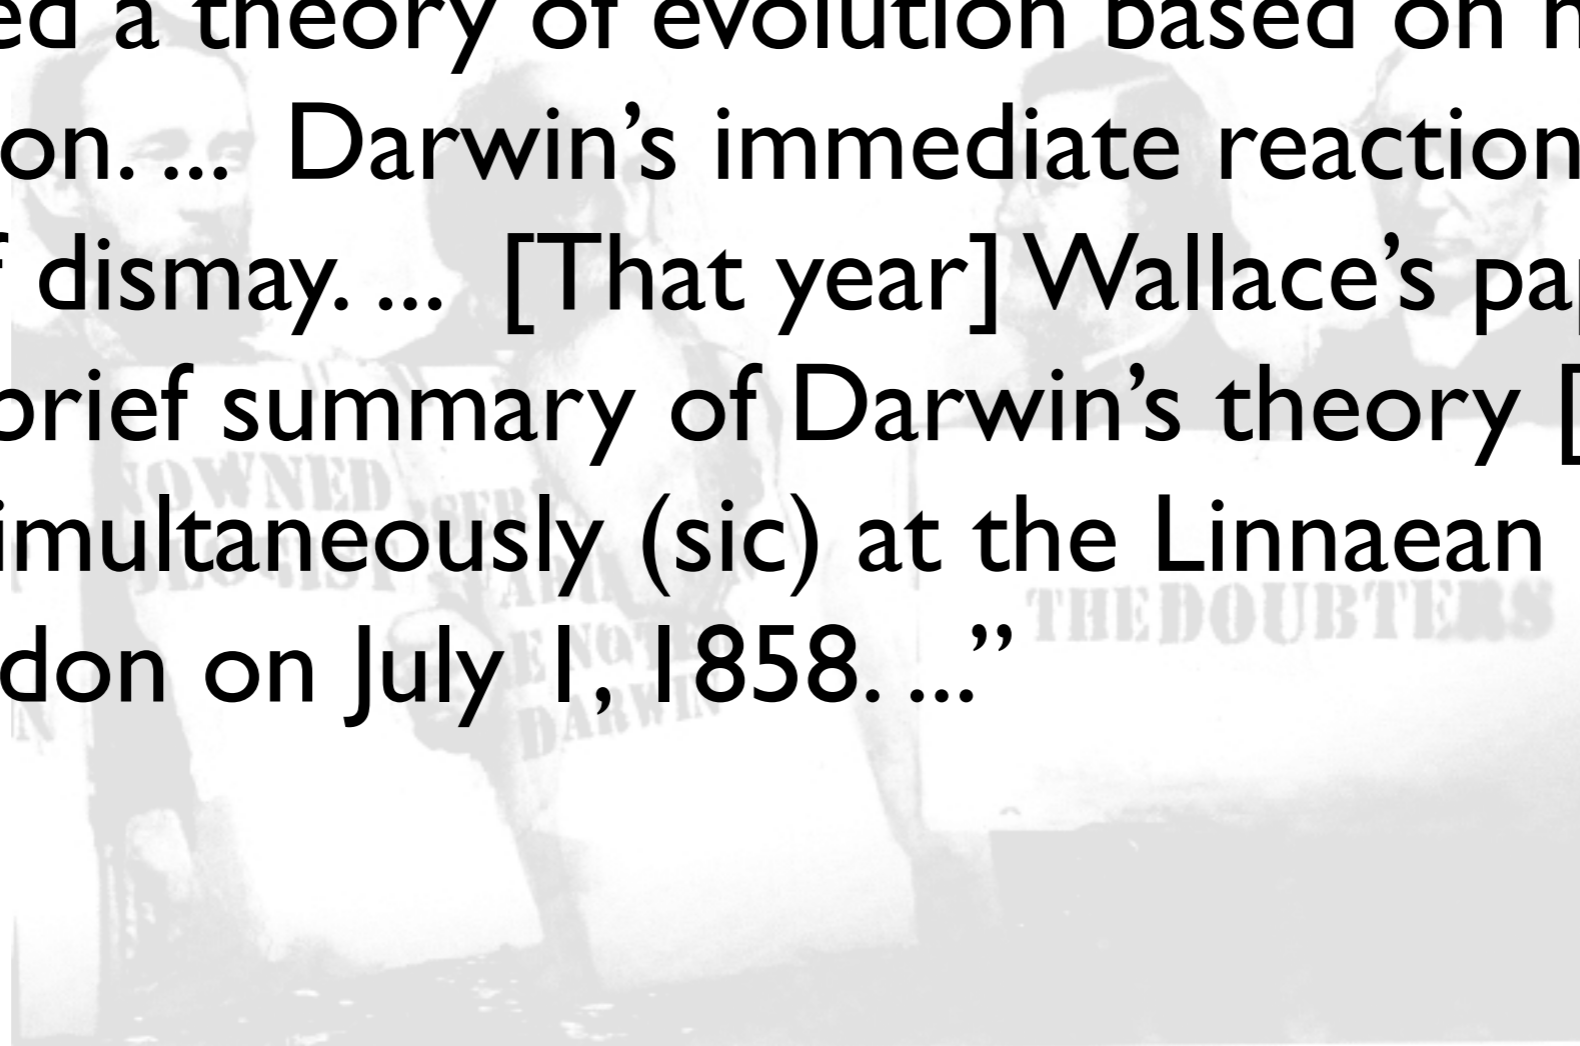 ed a theory of evolution based on
on. ... Darwin’s immediate reaction
dismay. ... [That year] Wallace’s
brief summary of Darwin’s theory [
imultaneously (sic) at the Linnaean
don on July 1, 1858. ...”
THE DOUBTERS
DARWIN